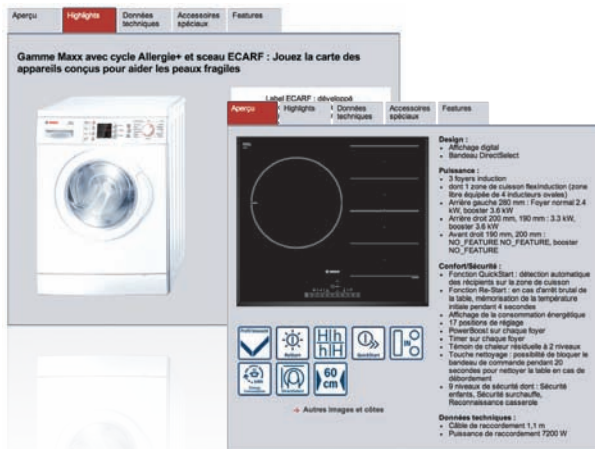 Aperçu
Highlights
Données
techniques
Accessoires
spéciaux
Features
Gamme Maxx avec cycle Allergie+ et sceau ECARF : Jouez la carte des
appareils conçus pour aider les peaux fragiles
Label ECARF : développé
Aperçu
Highlights
Données
techniques
Accessoires
spéciaux
Features
Design :
• Affichage digital
• Bandeau DirectSelect
Puissance :
• 3 foyers induction
• dont 1 zone de cuisson flexinduction (zone
libre équipée de 4 inducteurs ovales)
• Arrière gauche 280 mm : Foyer normal 2.4
kW, booster 3.6 kW
• Arrière droit 200 mm, 190 mm : 3.3 kW,
booster 3.6 kW
• Avant droit 190 mm, 200 mm :
NO_FEATURE NO_FEATURE, booster
NO_FEATURE
Confort/Sécurité :
• Fonction QuickStart : détection automatique
des récipients sur la zone de cuisson
• Fonction Re-Start : en cas d'arrêt brutal de
la table, mémorisation de la température
initiale pendant 4 secondes
• Affichage de la consommation énergétique
• 17 positions de réglage
• PowerBoost sur chaque foyer
• Timer sur chaque foyer
• Témoin de chaleur résiduelle à 2 niveaux
• Touche nettoyage : possibilité de bloquer le
bandeau de commande pendant 20
secondes pour nettoyer la table en cas de
débordement
• 9 niveaux de sécurité dont : Sécurité
enfants, Sécurité surchauffe,
Reconnaissance casserole
Données techniques :
• Câble de raccordement 1,1 m
• Puissance de raccordement 7200 W
BOSCH
ReStart
QuickStart
IN
60
cm
→ Autres images et côtes